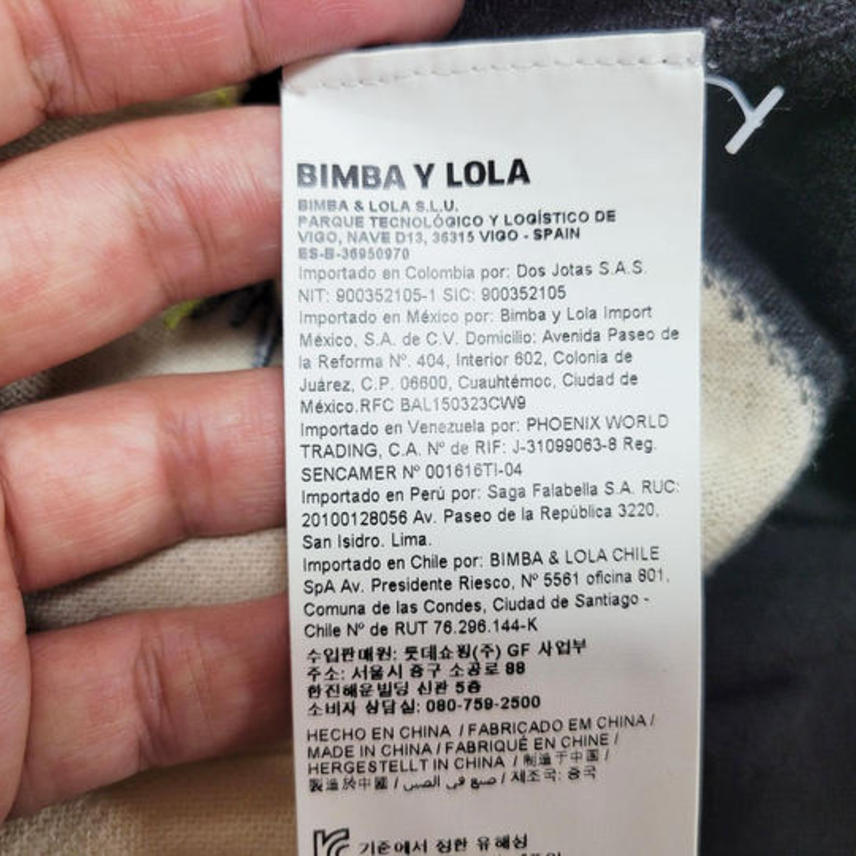 BIMBA Y LOLA
BIMBA & LOLA S.L.U.
PARQUE TECNOLÓGICO Y LOGÍSTICO DE
VIGO, NAVE D13, 36315 VIGO - SPAIN
ES-B-36950970
Importado en Colombia por: Dos Jotas S.A.S.
NIT: 900352105-1 SIC: 900352105
Importado en México por: Bimba y Lola Import
México, S.A. de C.V. Domicilio: Avenida Paseo de
la Reforma Nº. 404, Interior 602, Colonia de
Juárez, C.P. 06600, Cuauhtémoc, Ciudad de
México.RFC BAL150323CW9
Importado en Venezuela por: PHOENIX WORLD
TRADING, C.A. Nº de RIF: J-31099063-8 Reg.
SENCAMER Nº 001616TI-04
Importado en Perú por: Saga Falabella S.A. RUC:
20100128056 Av. Paseo de la República 3220.
San Isidro. Lima.
Importado en Chile por: BIMBA & LOLA CHILE
SpA Av. Presidente Riesco, Nº 5561 oficina 801.
Comuna de las Condes, Ciudad de Santiago -
Chile Nº de RUT 76.296.144-K
수입판매원: 롯데쇼핑(주) GF 사업부
주소: 서울시 중구 소공로 88
한진해운빌딩 신관 5층
소비자 상담실: 080-759-2500
HECHO EN CHINA / FABRICADO EM CHINA /
MADE IN CHINA / FABRIQUÉ EN CHINE /
HERGESTELLT IN CHINA / 制造于中国 /
製造於中國 / صنع في الصين / 제조국: 중국
기준에서 정한 유해성